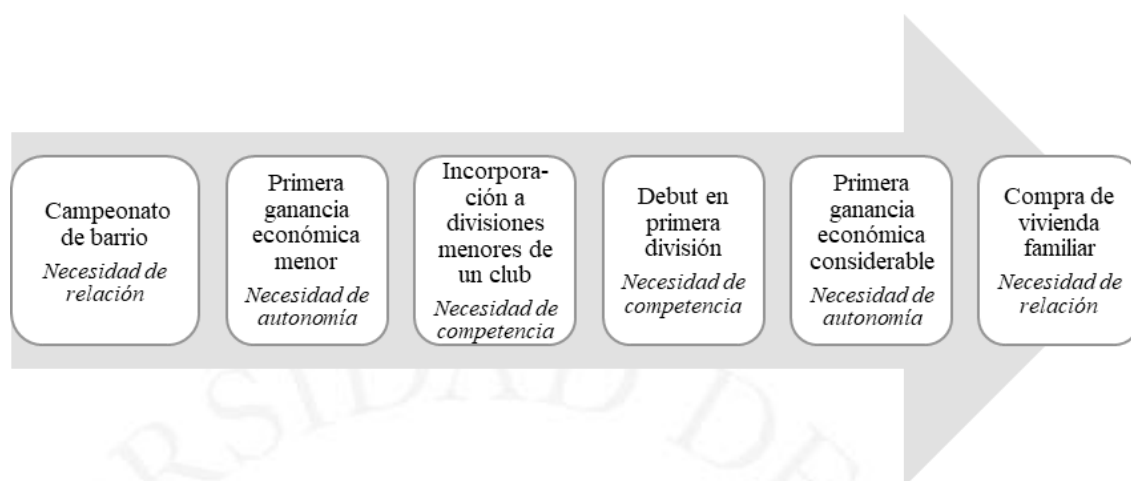 Campeonato
de barrio
Necesidad de
relación
Primera
ganancia
económica
menor
Necesidad de
autonomía
Incorpora-
ción a
divisiones
menores de
un club
Necesidad de
competencia
Debut en
primera
división
Necesidad de
competencia
Primera
ganancia
económica
considerable
Necesidad de
autonomía
Compra de
vivienda
familiar
Necesidad de
relación
RSIDAD DE